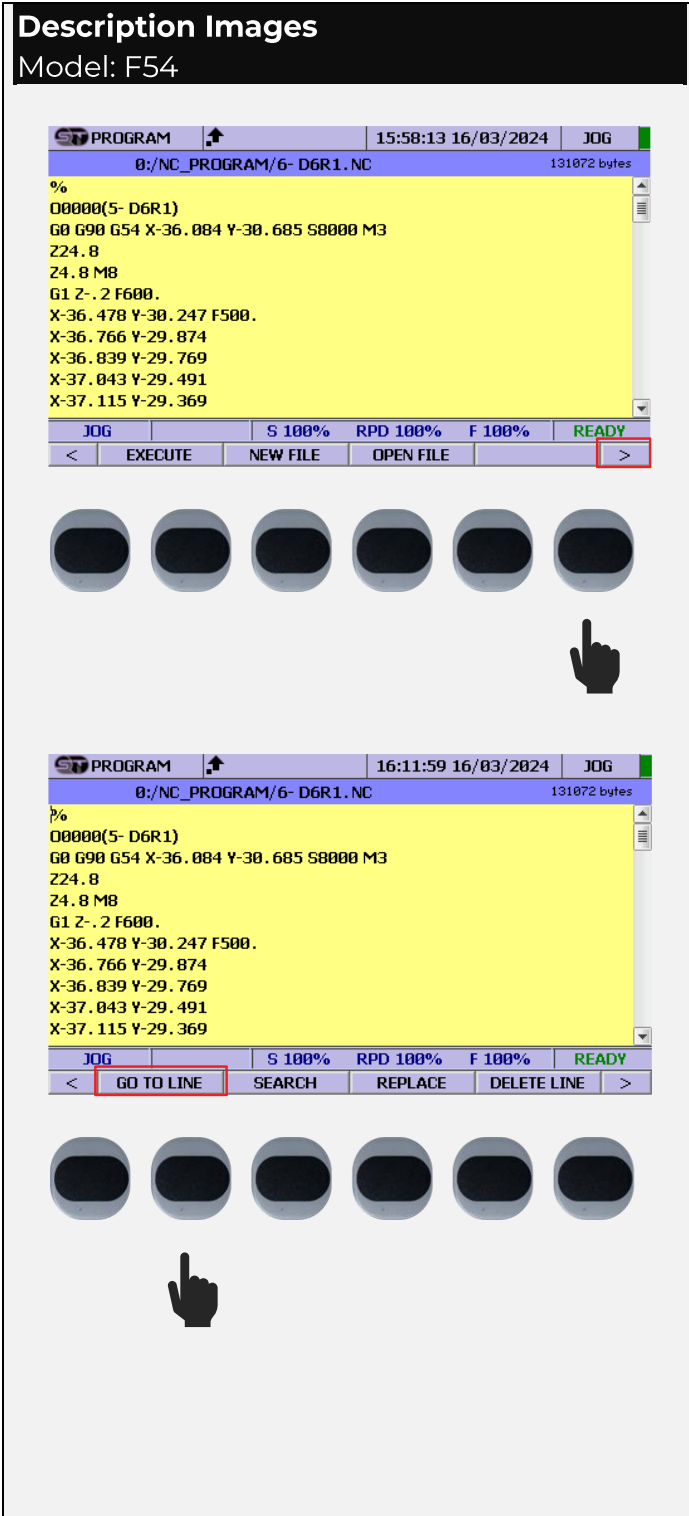 Description Images
Model: F54
SN PROGRAM 15:58:13 16/03/2024 JOG
0:/NC_PROGRAM/6- D6R1.NC 131072 bytes
%
O0000(5- D6R1)
G0 G90 G54 X-36.084 Y-30.685 S8000 M3
Z24.8
Z4.8 M8
G1 Z-.2 F600.
X-36.478 Y-30.247 F500.
X-36.766 Y-29.874
X-36.839 Y-29.769
X-37.043 Y-29.491
X-37.115 Y-29.369
JOG S 100% RPD 100% F 100% READY
< EXECUTE NEW FILE OPEN FILE >
SN PROGRAM 16:11:59 16/03/2024 JOG
0:/NC_PROGRAM/6- D6R1.NC 131072 bytes
%
O0000(5- D6R1)
G0 G90 G54 X-36.084 Y-30.685 S8000 M3
Z24.8
Z4.8 M8
G1 Z-.2 F600.
X-36.478 Y-30.247 F500.
X-36.766 Y-29.874
X-36.839 Y-29.769
X-37.043 Y-29.491
X-37.115 Y-29.369
JOG S 100% RPD 100% F 100% READY
< GO TO LINE SEARCH REPLACE DELETE LINE >